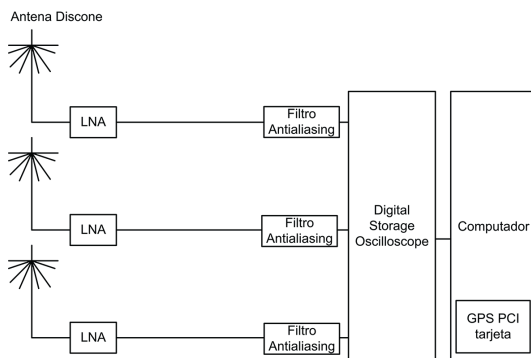 Antena Discone
LNA
Filtro
Antialiasing
LNA
Filtro
Antialiasing
LNA
Filtro
Antialiasing
Digital
Storage
Oscilloscope
Computador
GPS PCI
tarjeta